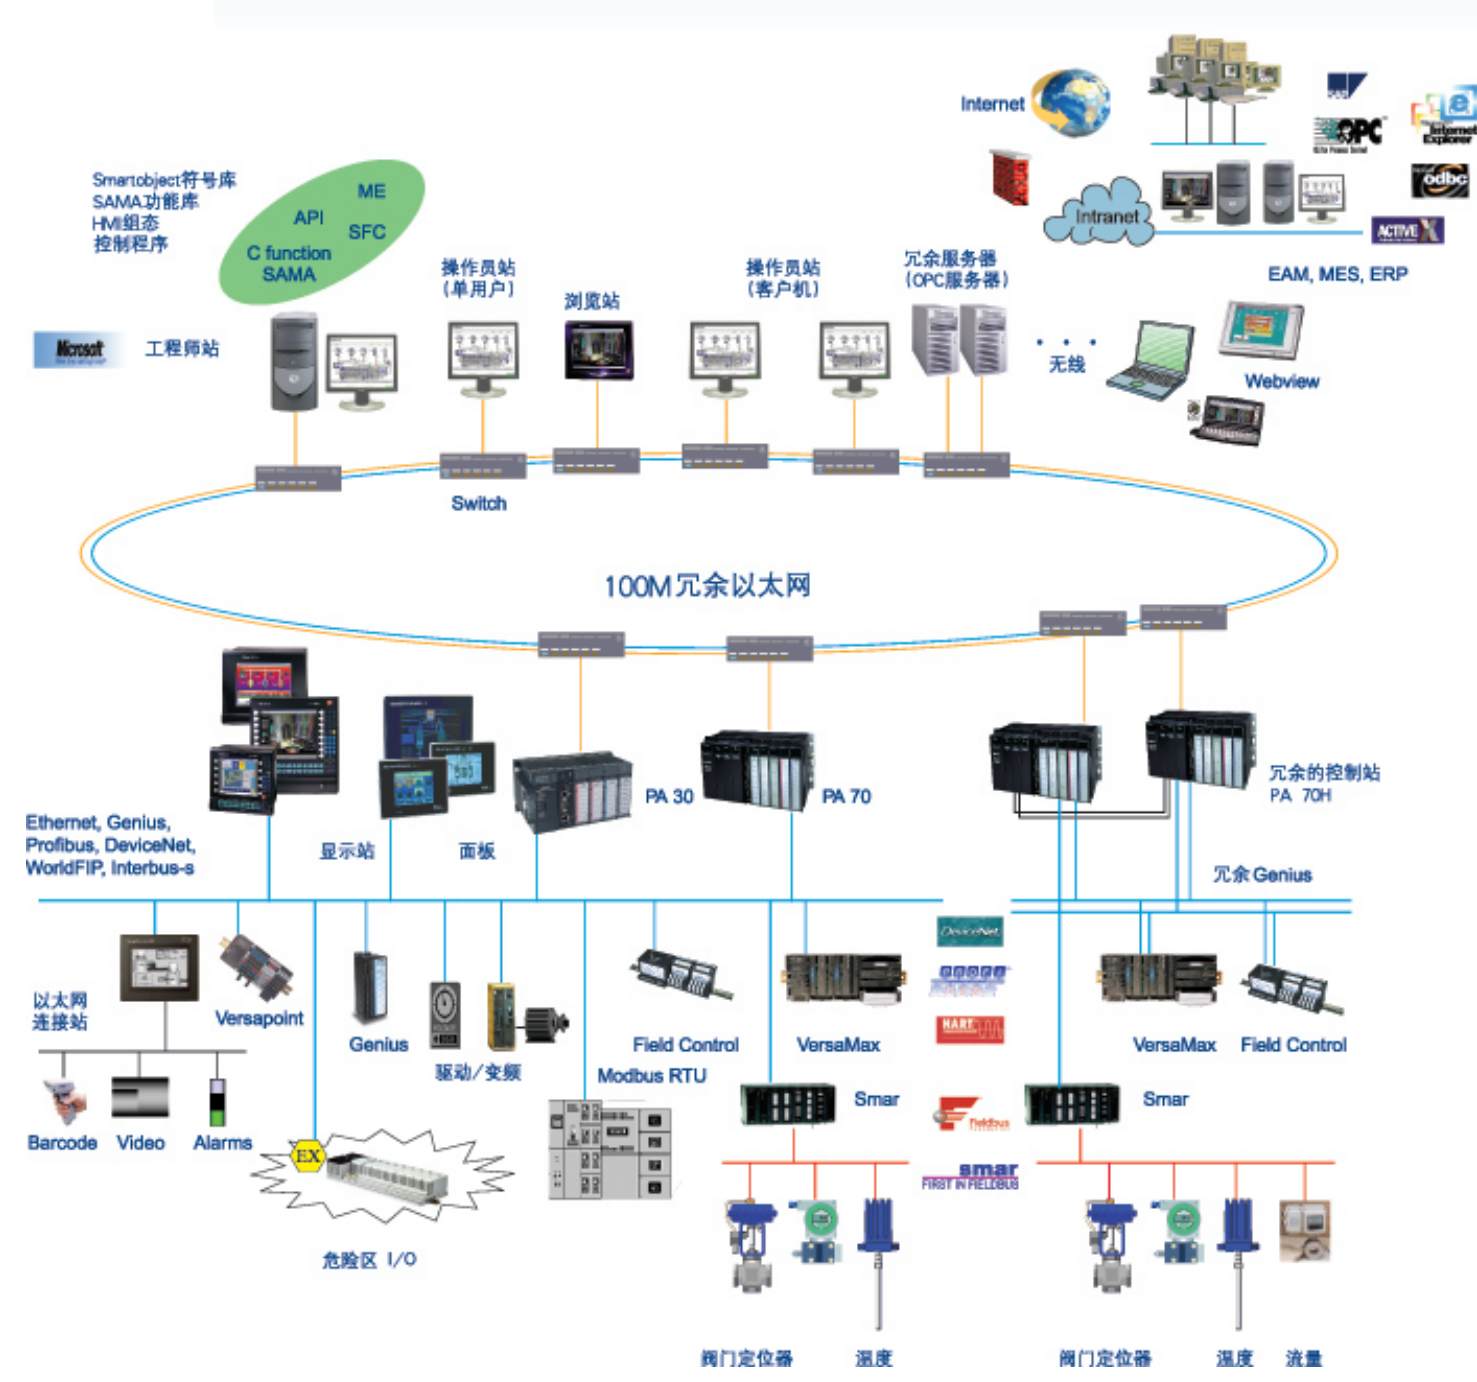 Internet
SAP
OPC
Internet
Explorer
odbc
Intranet
ACTIVE X
EAM, MES, ERP
Smartobject符号库
SAMA功能库
HMI组态
控制程序
ME
API
SFC
C function
SAMA
操作员站
(单用户)
浏览站
操作员站
(客户机)
冗余服务器
(OPC服务器)
Microsoft
工程师站
无线
Webview
Switch
100M冗余以太网
PA 30
PA 70
冗余的控制站
PA 70H
Ethernet, Genius,
Profibus, DeviceNet,
WorldFIP, Interbus-s
显示站
面板
冗余Genius
DeviceNet
以太网
连接站
Versapoint
Genius
驱动/变频
Field Control
VersaMax
HART
VersaMax
Field Control
Modbus RTU
Barcode
Video
Alarms
EX
危险区 I/O
Smar
Fieldbus
Smar
smar
FIRST IN FIELDBUS
阀门定位器
温度
阀门定位器
温度
流量